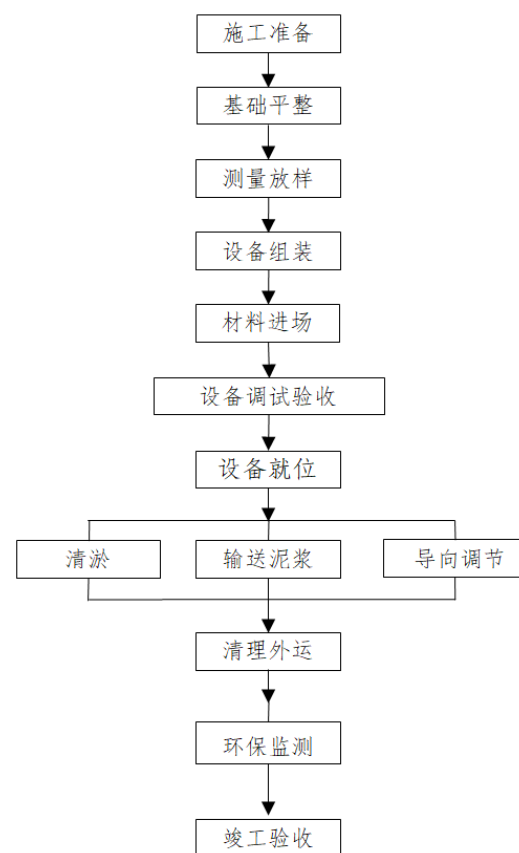 施工准备
基础平整
测量放样
设备组装
材料进场
设备调试验收
设备就位
清淤
输送泥浆
导向调节
清理外运
环保监测
竣工验收